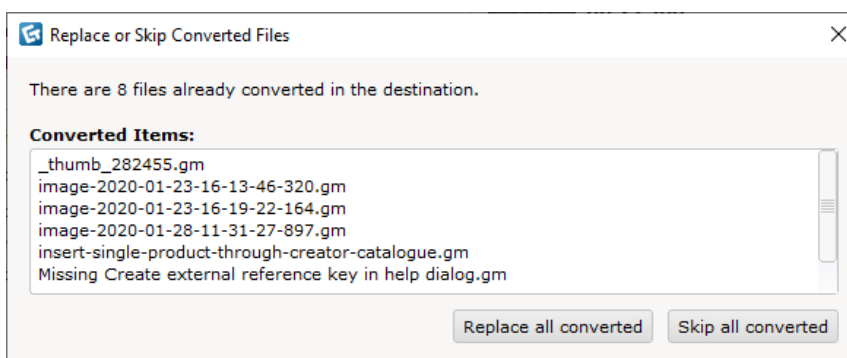 Replace or Skip Converted Files
There are 8 files already converted in the destination.
Converted Items:
_thumb_282455.gm
image-2020-01-23-16-13-46-320.gm
image-2020-01-23-16-19-22-164.gm
image-2020-01-28-11-31-27-897.gm
insert-single-product-through-creator-catalogue.gm
Missing Create external reference key in help dialog.gm
Replace all converted
Skip all converted